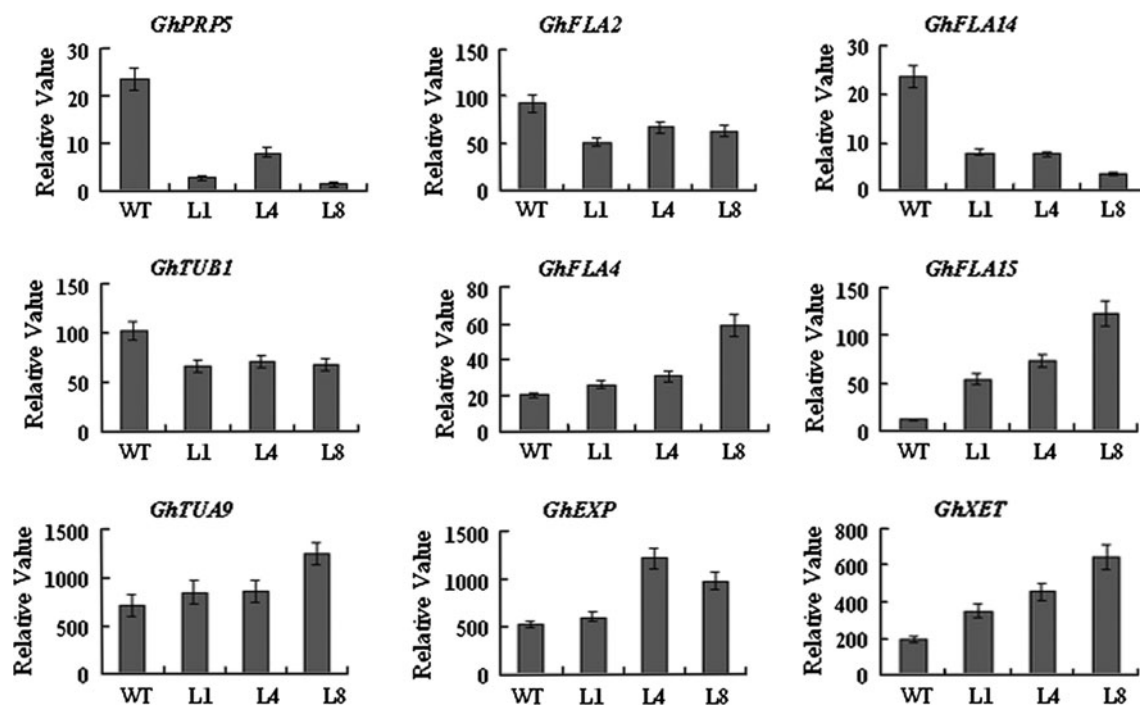 GhPRP5
Relative Value
30
20
10
0
WT L1 L4 L8
GhFLA2
Relative Value
150
100
50
0
WT L1 L4 L8
GhFLA14
Relative Value
30
20
10
0
WT L1 L4 L8
GhTUB1
Relative Value
150
100
50
0
WT L1 L4 L8
GhFLA4
Relative Value
80
60
40
20
0
WT L1 L4 L8
GhFLA15
Relative Value
150
100
50
0
WT L1 L4 L8
GhTUA9
Relative Value
1500
1000
500
0
WT L1 L4 L8
GhEXP
Relative Value
1500
1000
500
0
WT L1 L4 L8
GhXET
Relative Value
800
600
400
200
0
WT L1 L4 L8